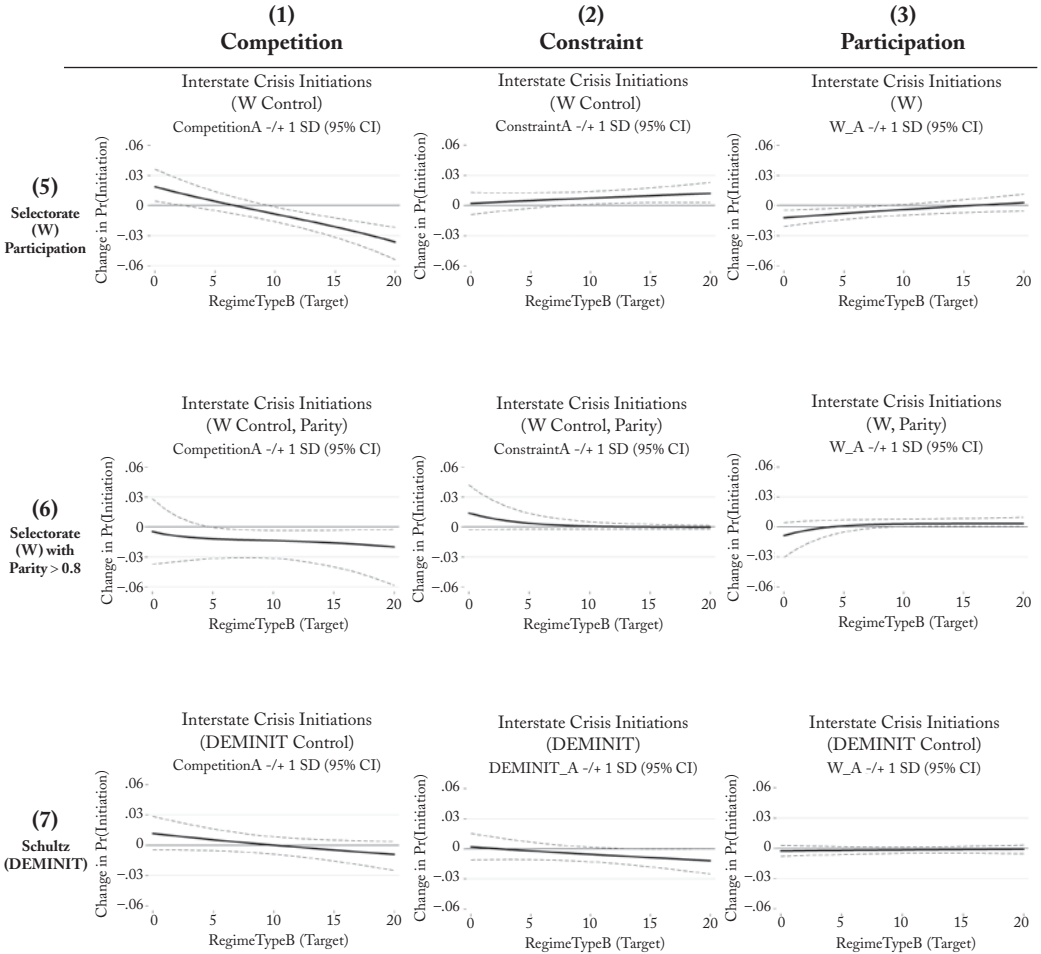 (1)
Competition
(2)
Constraint
(3)
Participation
(5)
Selectorate
(W)
Participation
Interstate Crisis Initiations
(W Control)
CompetitionA -/+ 1 SD (95% CI)
Change in Pr(Initiation)
.06
.03
0
−.03
−.06
0 5 10 15 20
RegimeTypeB (Target)
Interstate Crisis Initiations
(W Control)
ConstraintA -/+ 1 SD (95% CI)
Change in Pr(Initiation)
.06
.03
0
−.03
−.06
0 5 10 15 20
RegimeTypeB (Target)
Interstate Crisis Initiations
(W)
W_A -/+ 1 SD (95% CI)
Change in Pr(Initiation)
.06
.03
0
−.03
−.06
0 5 10 15 20
RegimeTypeB (Target)
(6)
Selectorate
(W) with
Parity > 0.8
Interstate Crisis Initiations
(W Control, Parity)
CompetitionA -/+ 1 SD (95% CI)
Change in Pr(Initiation)
.06
.03
0
−.03
−.06
0 5 10 15 20
RegimeTypeB (Target)
Interstate Crisis Initiations
(W Control, Parity)
ConstraintA -/+ 1 SD (95% CI)
Change in Pr(Initiation)
.06
.03
0
−.03
−.06
0 5 10 15 20
RegimeTypeB (Target)
Interstate Crisis Initiations
(W, Parity)
W_A -/+ 1 SD (95% CI)
Change in Pr(Initiation)
.06
.03
0
−.03
−.06
0 5 10 15 20
RegimeTypeB (Target)
(7)
Schultz
(DEMINIT)
Interstate Crisis Initiations
(DEMINIT Control)
CompetitionA -/+ 1 SD (95% CI)
Change in Pr(Initiation)
.06
.03
0
−.03
−.06
0 5 10 15 20
RegimeTypeB (Target)
Interstate Crisis Initiations
(DEMINIT)
DEMINIT_A -/+ 1 SD (95% CI)
Change in Pr(Initiation)
.06
.03
0
−.03
−.06
0 5 10 15 20
RegimeTypeB (Target)
Interstate Crisis Initiations
(DEMINIT Control)
W_A -/+ 1 SD (95% CI)
Change in Pr(Initiation)
.06
.03
0
−.03
−.06
0 5 10 15 20
RegimeTypeB (Target)